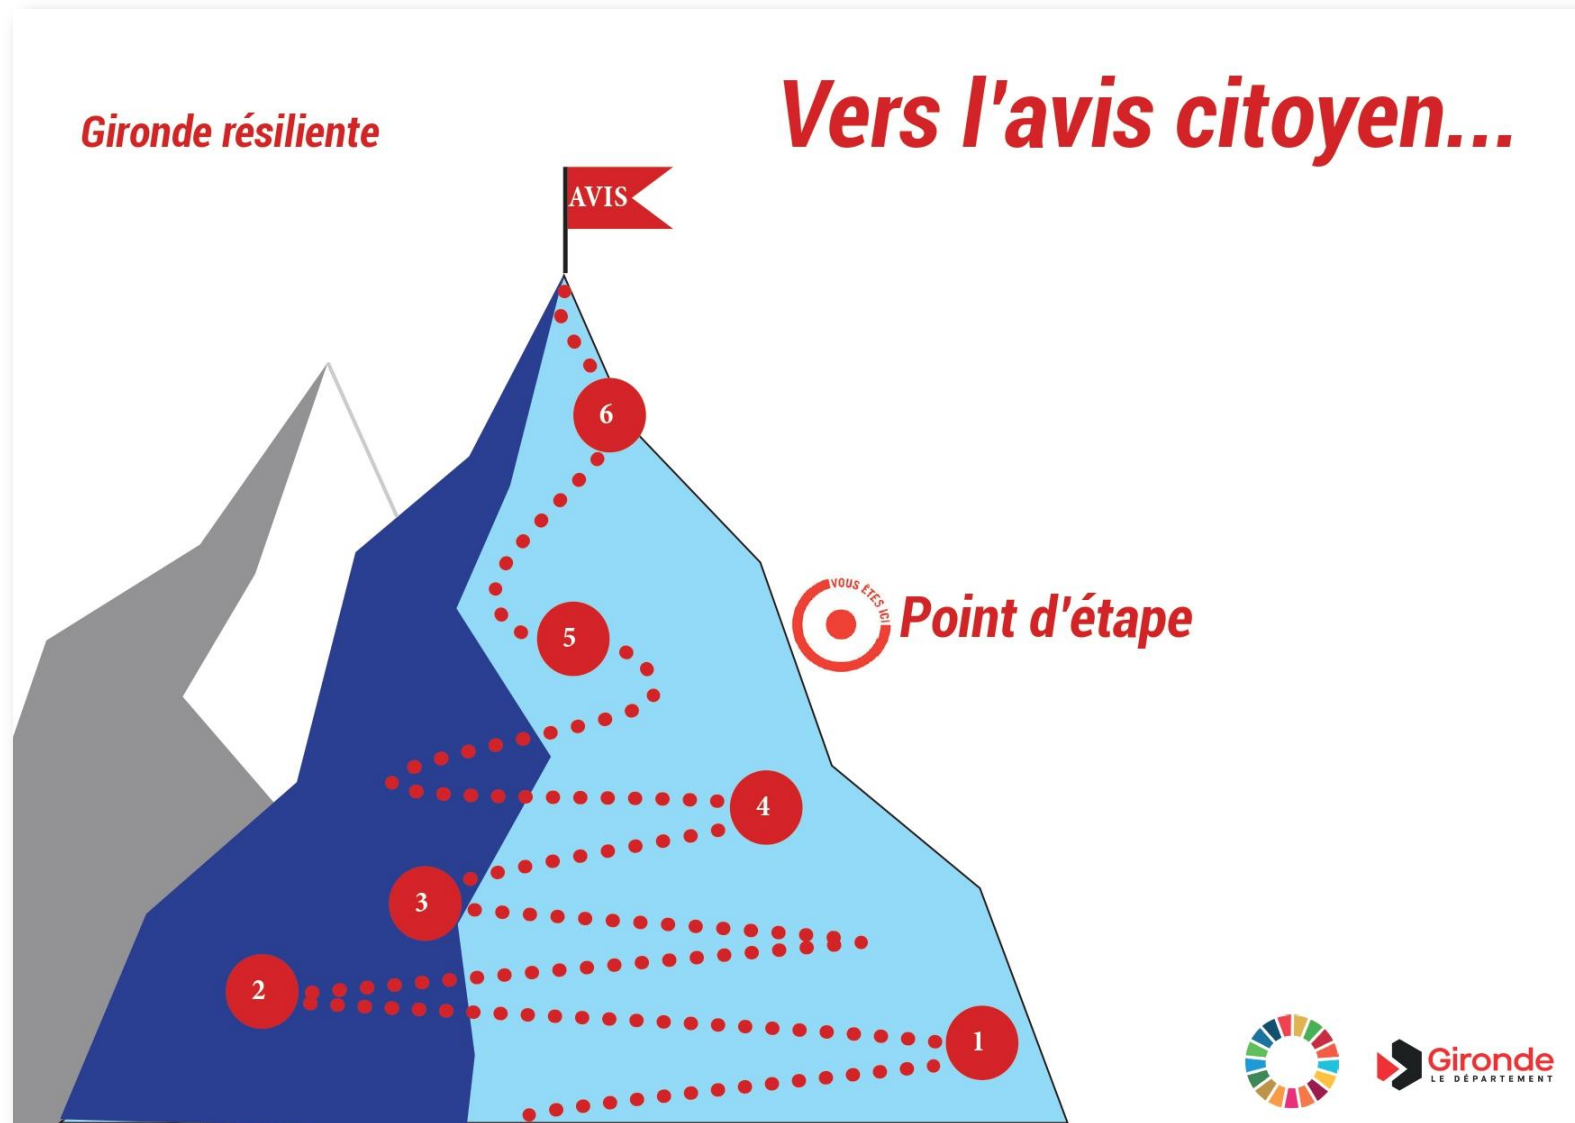 Gironde résiliente
Vers l'avis citoyen...
AVIS
6
VOUS ÊTES ICI
Point d'étape
5
4
3
2
1
Gironde
LE DÉPARTEMENT